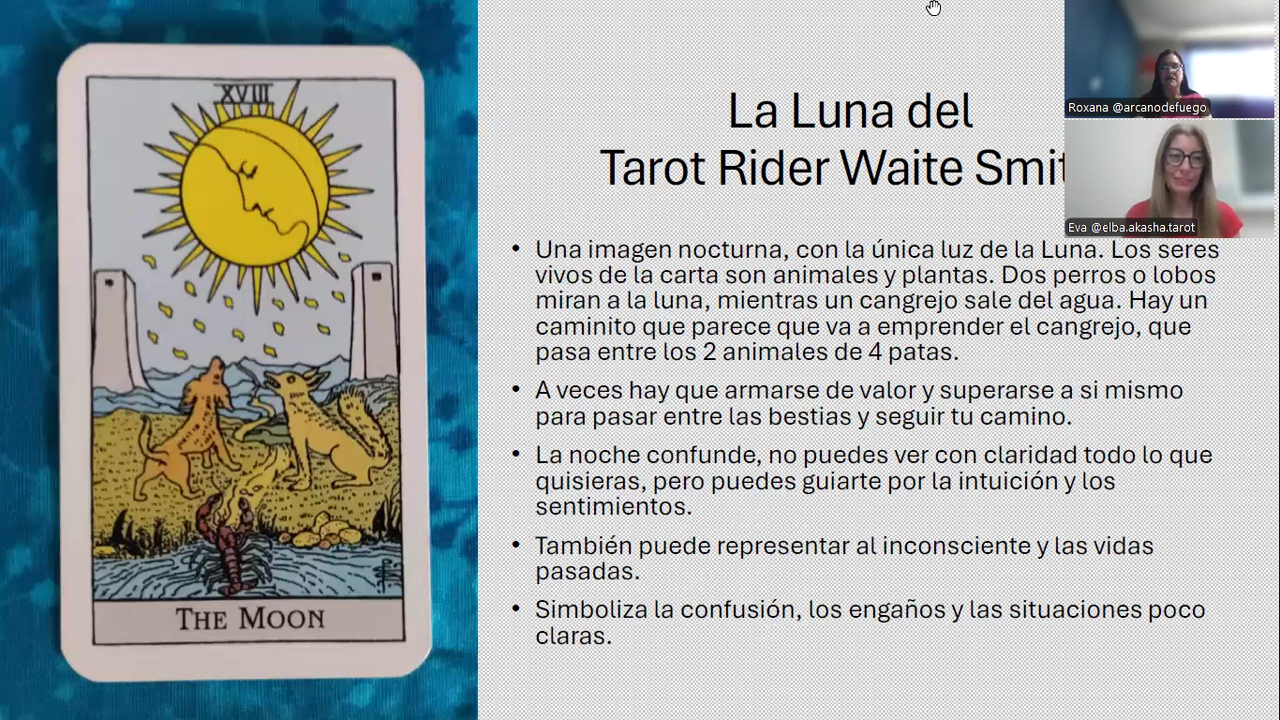 XVIII
THE MOON
La Luna del
Tarot Rider Waite Smit
Roxana @arcanodefuego
Eva @elba.akasha.tarot
• Una imagen nocturna, con la única luz de la Luna. Los seres
vivos de la carta son animales y plantas. Dos perros o lobos
miran a la luna, mientras un cangrejo sale del agua. Hay un
caminito que parece que va a emprender el cangrejo, que
pasa entre los 2 animales de 4 patas.
• A veces hay que armarse de valor y superarse a si mismo
para pasar entre las bestias y seguir tu camino.
• La noche confunde, no puedes ver con claridad todo lo que
quisieras, pero puedes guiarte por la intuición y los
sentimientos.
• También puede representar al inconsciente y las vidas
pasadas.
• Simboliza la confusión, los engaños y las situaciones poco
claras.